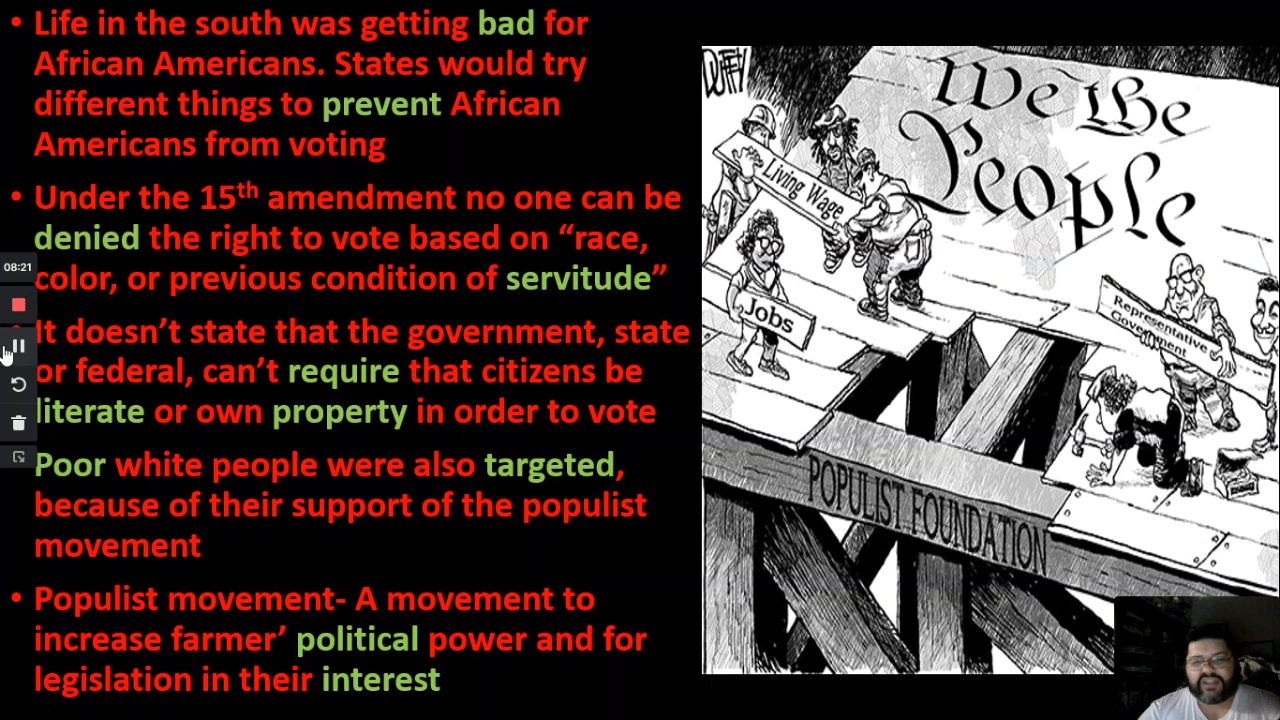 • Life in the south was getting bad for
African Americans. States would try
different things to prevent African
Americans from voting
• Under the 15th amendment no one can be
denied the right to vote based on “race,
color, or previous condition of servitude”
It doesn’t state that the government, state
or federal, can’t require that citizens be
literate or own property in order to vote
Poor white people were also targeted,
because of their support of the populist
movement
• Populist movement- A movement to
increase farmer’ political power and for
legislation in their interest
08:21
DUFFY
We the
People
Living Wage
Jobs
Representative
Government
POPULIST FOUNDATION